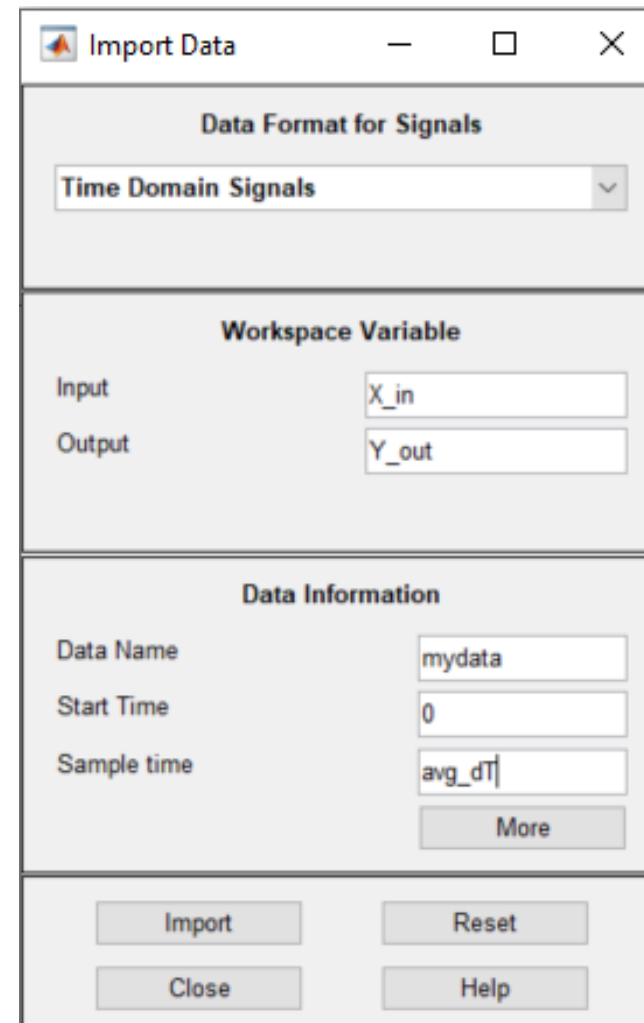 Import Data
Data Format for Signals
Time Domain Signals
Workspace Variable
Input X_in
Output Y_out
Data Information
Data Name mydata
Start Time 0
Sample time avg_dT
More
Import Reset
Close Help